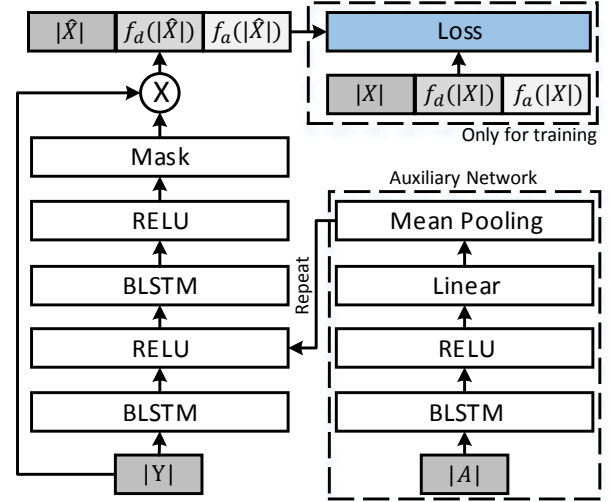 |X̂| f_d(|X̂|) f_a(|X̂|)
Loss
|X| f_d(|X|) f_a(|X|)
Only for training
X
Mask
RELU
BLSTM
RELU
BLSTM
|Y|
Auxiliary Network
Mean Pooling
Repeat
Linear
RELU
BLSTM
|A|